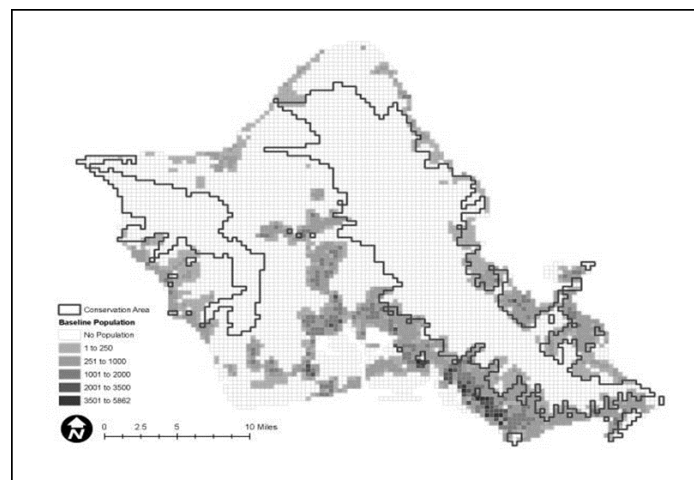 Conservation Area
Baseline Population
No Population
1 to 250
251 to 1000
1001 to 2000
2001 to 3500
3501 to 5862
N
0 2.5 5 10 Miles